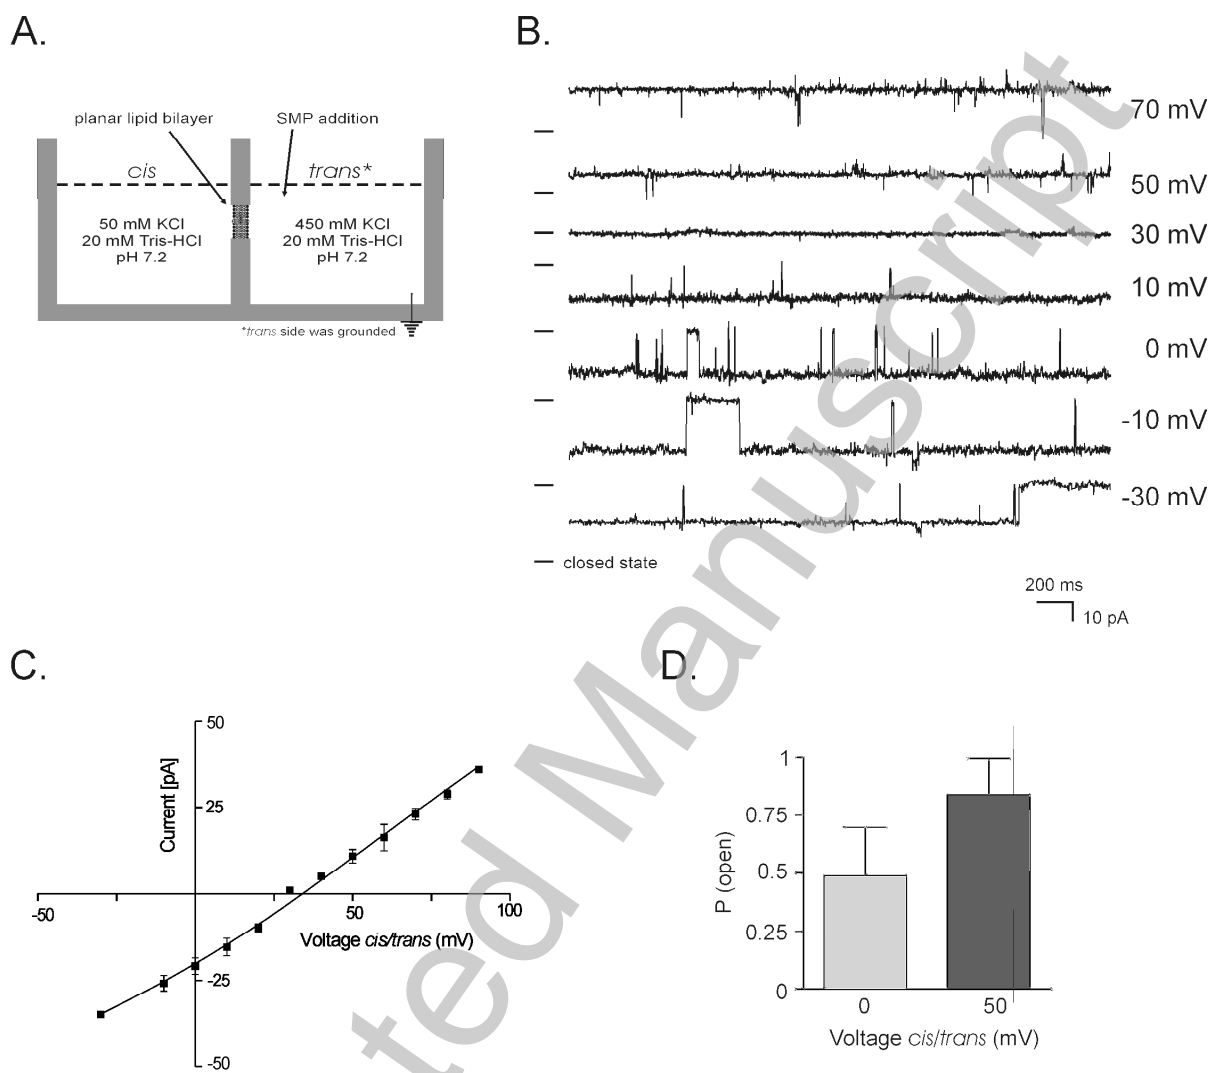 A.
planar lipid bilayer
SMP addition
cis
trans*
50 mM KCl
20 mM Tris-HCl
pH 7.2
450 mM KCl
20 mM Tris-HCl
pH 7.2
*trans side was grounded
B.
70 mV
50 mV
30 mV
10 mV
0 mV
-10 mV
-30 mV
closed state
200 ms
10 pA
C.
Current [pA]
50
25
-25
-50
-50
50
100
Voltage cis/trans (mV)
D.
P (open)
1
0.75
0.5
0.25
0
0
50
Voltage cis/trans (mV)
ted Manuscript